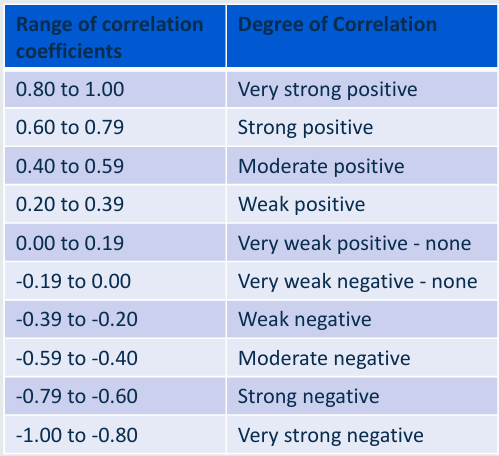 Range of correlation coefficients	Degree of Correlation
0.80 to 1.00	Very strong positive
0.60 to 0.79	Strong positive
0.40 to 0.59	Moderate positive
0.20 to 0.39	Weak positive
0.00 to 0.19	Very weak positive - none
-0.19 to 0.00	Very weak negative - none
-0.39 to -0.20	Weak negative
-0.59 to -0.40	Moderate negative
-0.79 to -0.60	Strong negative
-1.00 to -0.80	Very strong negative